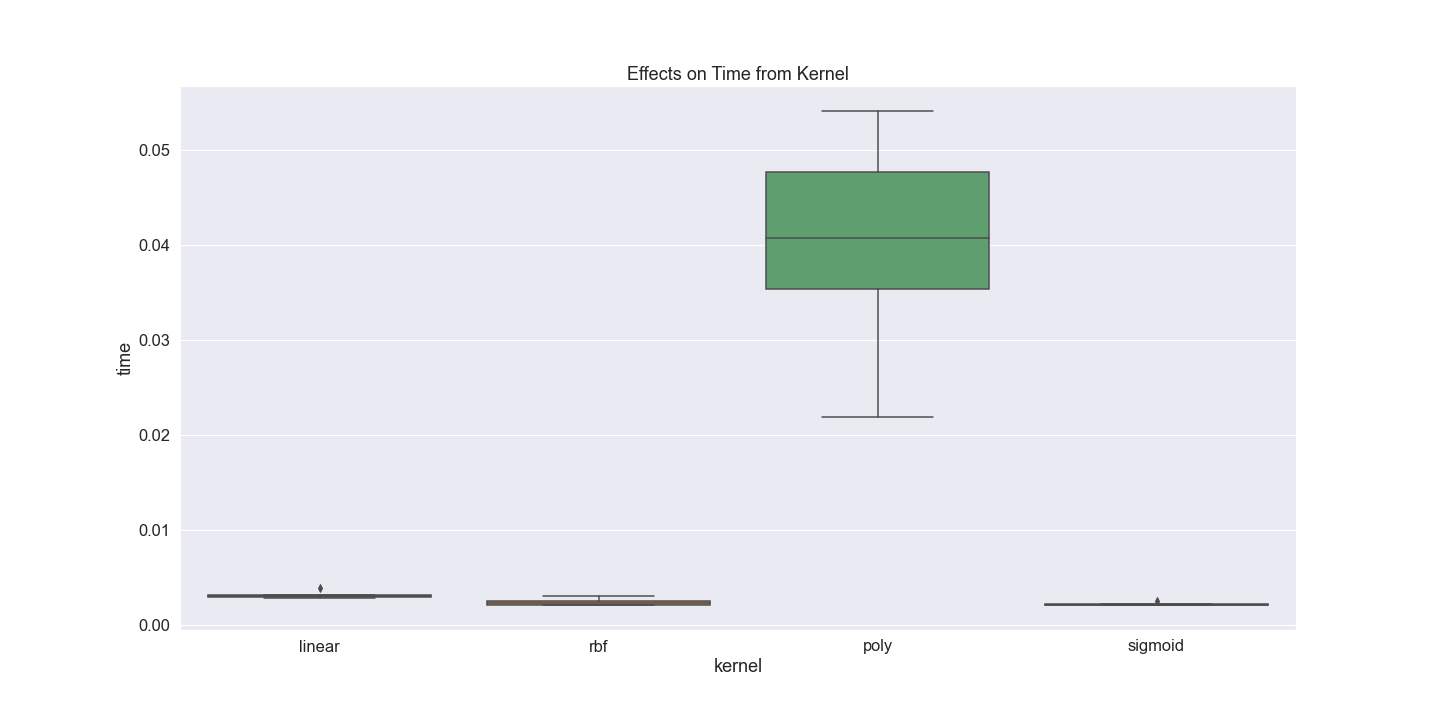 Effects on Time from Kernel
0.05
0.04
0.03
0.02
0.01
0.00
time
linear
rbf
poly
sigmoid
kernel